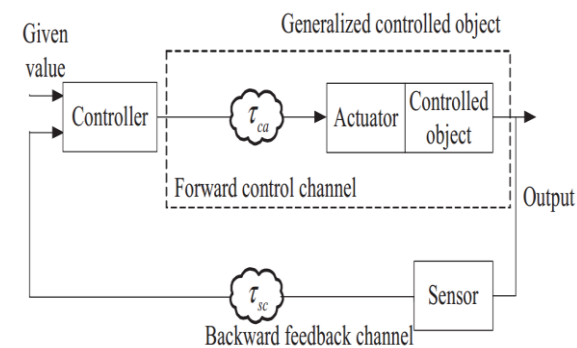 Generalized controlled object
Given
value
Controller
τca
Actuator
Controlled
object
Forward control channel
Output
τsc
Sensor
Backward feedback channel